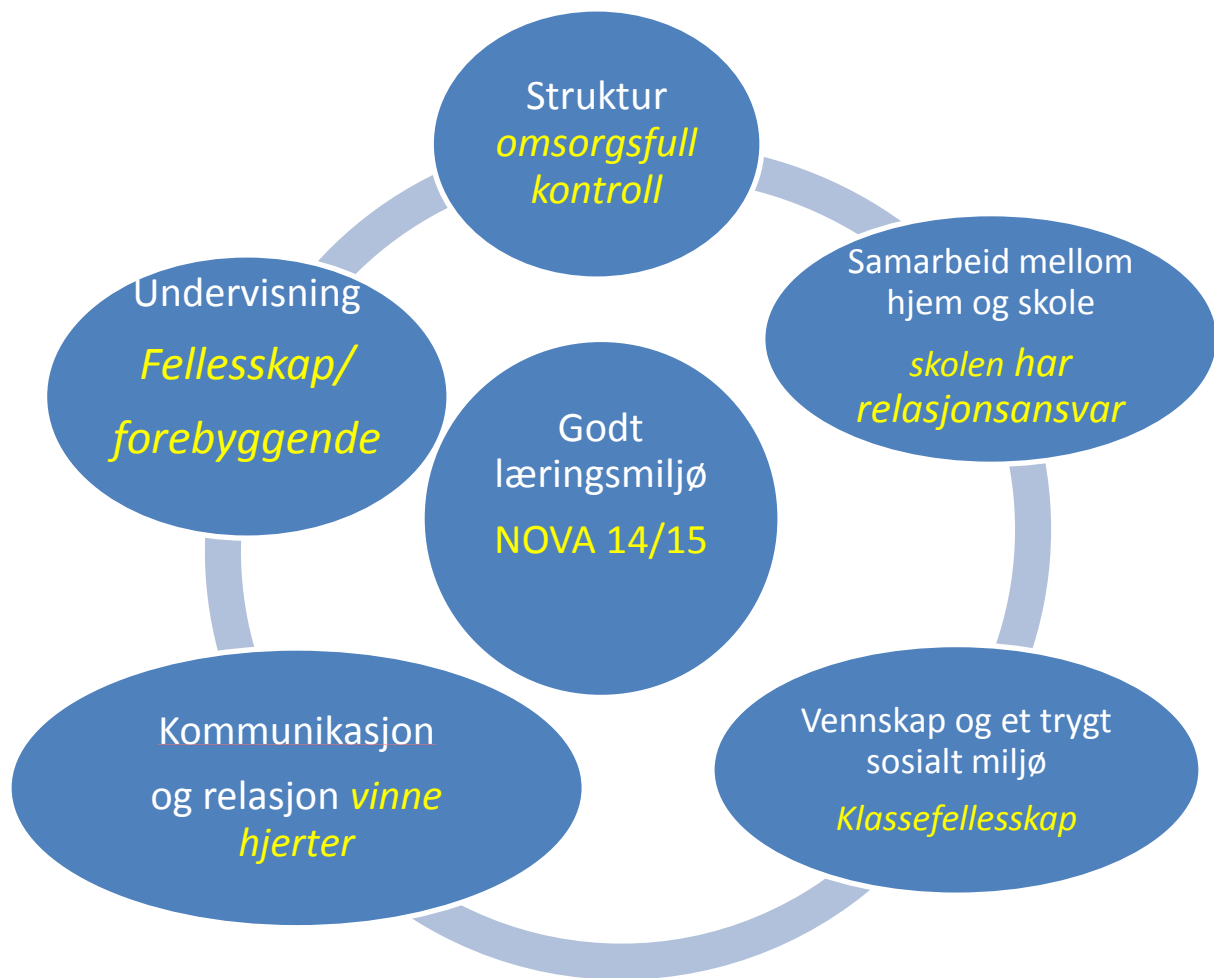 Struktur
omsorgsfull
kontroll
Samarbeid mellom
hjem og skole
skolen har
relasjonsansvar
Vennskap og et trygt
sosialt miljø
Klassefellesskap
Kommunikasjon
og relasjon vinne
hjerter
Undervisning
Fellesskap/
forebyggende
Godt
læringsmiljø
NOVA 14/15